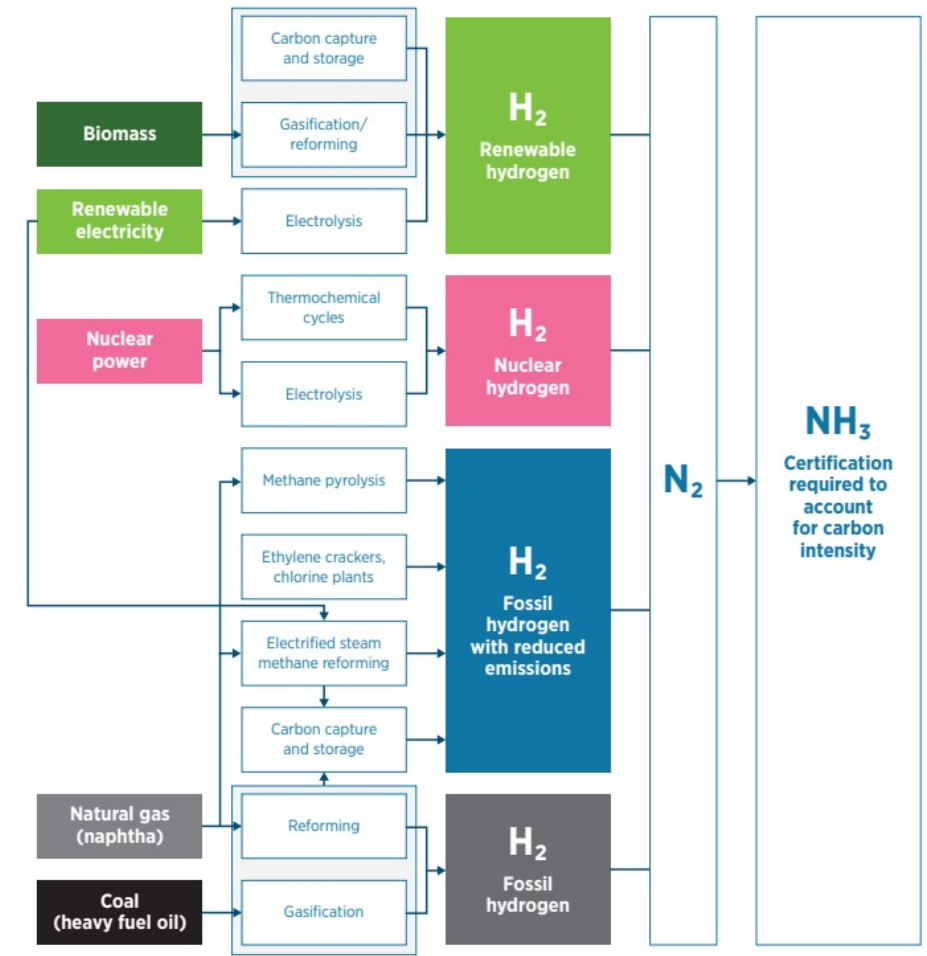 Carbon capture
and storage
Biomass
Gasification/
reforming
H₂
Renewable
hydrogen
Renewable
electricity
Electrolysis
Nuclear
power
Thermochemical
cycles
Electrolysis
H₂
Nuclear
hydrogen
Methane pyrolysis
Ethylene crackers,
chlorine plants
Electrified steam
methane reforming
Carbon capture
and storage
H₂
Fossil
hydrogen
with reduced
emissions
Natural gas
(naphtha)
Reforming
Coal
(heavy fuel oil)
Gasification
H₂
Fossil
hydrogen
N₂
NH₃
Certification
required to
account
for carbon
intensity